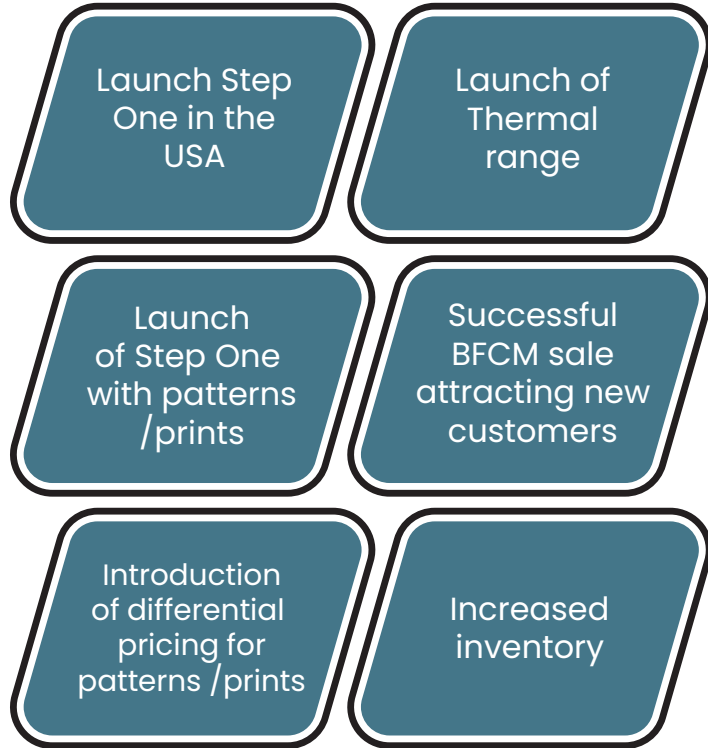 Launch Step
One in the
USA
Launch of
Thermal
range
Launch
of Step One
with patterns
/prints
Successful
BFCM sale
attracting new
customers
Introduction
of differential
pricing for
patterns /prints
Increased
inventory